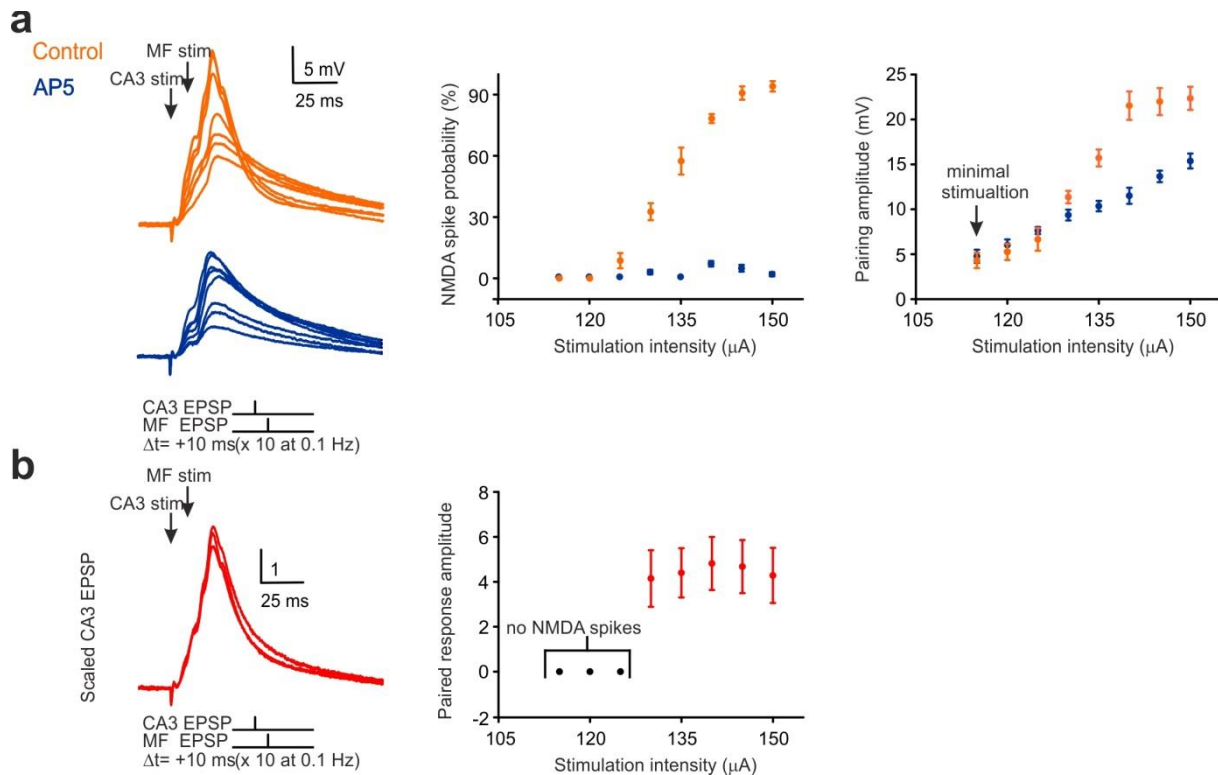 a
Control
AP5
MF stim
CA3 stim
5 mV
25 ms
CA3 EPSP
MF EPSP
Δt= +10 ms(x 10 at 0.1 Hz)
NMDA spike probability (%)
90
60
30
0
105 120 135 150
Stimulation intensity (μA)
Pairing amplitude (mV)
25
20
15
10
5
0
minimal
stimualtion
105 120 135 150
Stimulation intensity (μA)
b
MF stim
CA3 stim
Scaled CA3 EPSP
1
25 ms
CA3 EPSP
MF EPSP
Δt= +10 ms(x 10 at 0.1 Hz)
Paired response amplitude
8
6
4
2
0
-2
no NMDA spikes
105 120 135 150
Stimulation intensity (μA)